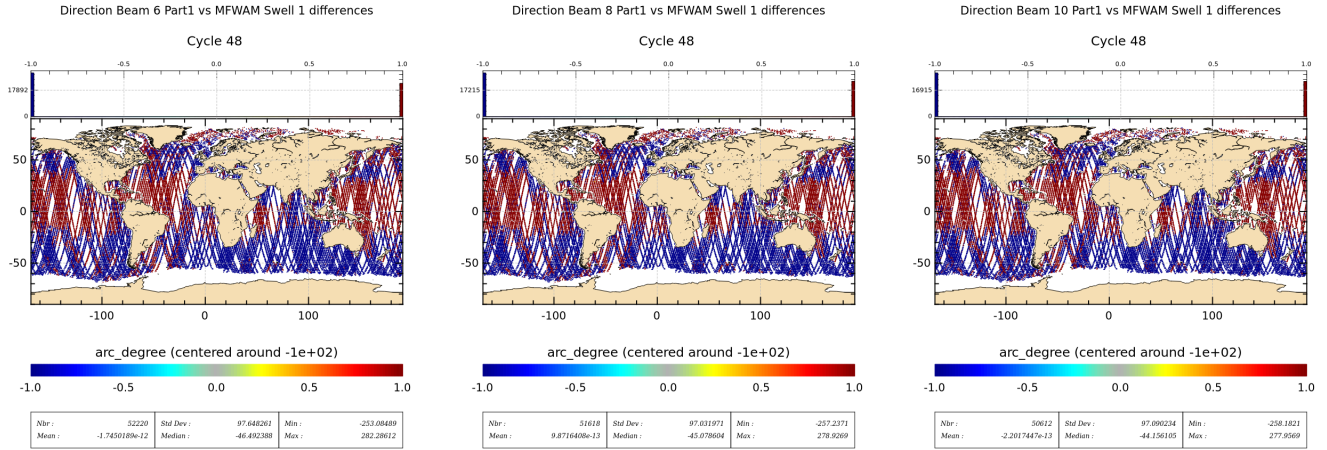 Direction Beam 6 Part1 vs MFWAM Swell 1 differences
Cycle 48
-1.0 -0.5 0.0 0.5 1.0
17892
0
50
0
-50
-100 0 100
arc_degree (centered around -1e+02)
-1.0 -0.5 0.0 0.5 1.0
Nbr : 52220 Std Dev : 97.648261 Min : -253.08489
Mean : -1.7450189e-12 Median : -46.492388 Max : 282.28612
Direction Beam 8 Part1 vs MFWAM Swell 1 differences
Cycle 48
-1.0 -0.5 0.0 0.5 1.0
17215
0
50
0
-50
-100 0 100
arc_degree (centered around -1e+02)
-1.0 -0.5 0.0 0.5 1.0
Nbr : 51618 Std Dev : 97.031971 Min : -257.2371
Mean : 9.8716408e-13 Median : -45.078604 Max : 278.9269
Direction Beam 10 Part1 vs MFWAM Swell 1 differences
Cycle 48
-1.0 -0.5 0.0 0.5 1.0
16915
0
50
0
-50
-100 0 100
arc_degree (centered around -1e+02)
-1.0 -0.5 0.0 0.5 1.0
Nbr : 50612 Std Dev : 97.090234 Min : -258.1821
Mean : -2.2017447e-13 Median : -44.156105 Max : 277.9569